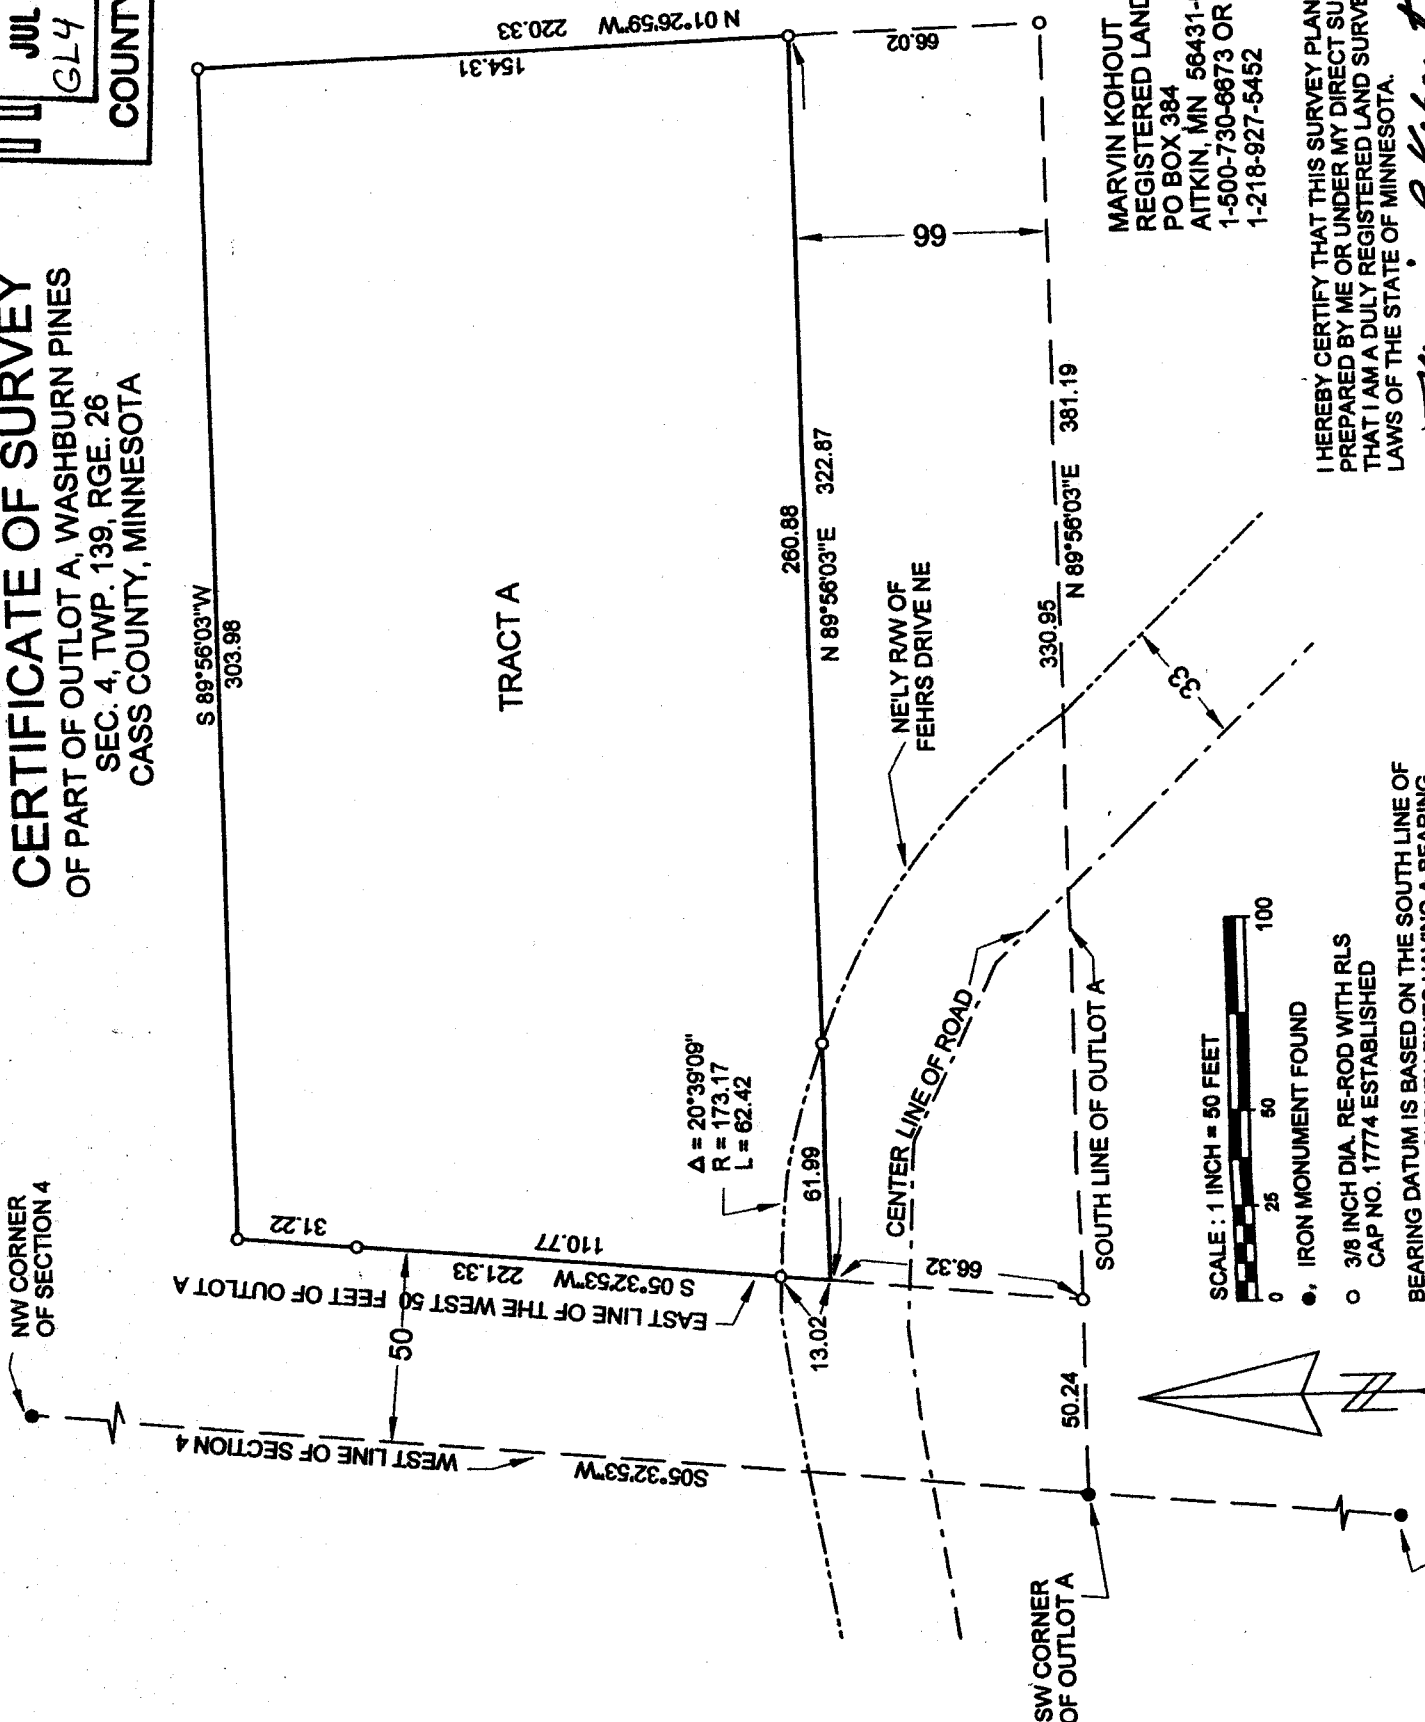 JUL
GL4
COUNTY
CERTIFICATE OF SURVEY
OF PART OF OUTLOT A, WASHBURN PINES
SEC. 4, TWP. 139, RGE. 26
CASS COUNTY, MINNESOTA
NW CORNER
OF SECTION 4
S 89°56'03"W
303.98
N 01°26'59"W 220.33
154.31
66.02
TRACT A
31.22
110.77
S 05°32'53"W 221.33
EAST LINE OF THE WEST 50 FEET OF OUTLOT A
50
WEST LINE OF SECTION 4
S05°32'53"W
Δ = 20°39'09"
R = 173.17
L = 62.42
61.99
13.02
66.32
260.88
N 89°56'03"E 322.87
66
NE'LY R/W OF
FEHRS DRIVE NE
CENTER LINE OF ROAD
33
330.95
N 89°56'03"E 381.19
SOUTH LINE OF OUTLOT A
50.24
SW CORNER
OF OUTLOT A
SCALE : 1 INCH = 50 FEET
0 25 50 100
IRON MONUMENT FOUND
3/8 INCH DIA. RE-ROD WITH RLS
CAP NO. 17774 ESTABLISHED
BEARING DATUM IS BASED ON THE SOUTH LINE OF
HAVING A BEARING
MARVIN KOHOUT
REGISTERED LAND
PO BOX 384
AITKIN, MN 56431-
1-500-730-6673 OR
1-218-927-5452
I HEREBY CERTIFY THAT THIS SURVEY PLAN
PREPARED BY ME OR UNDER MY DIRECT SU
THAT I AM A DULY REGISTERED LAND SURVE
LAWS OF THE STATE OF MINNESOTA.